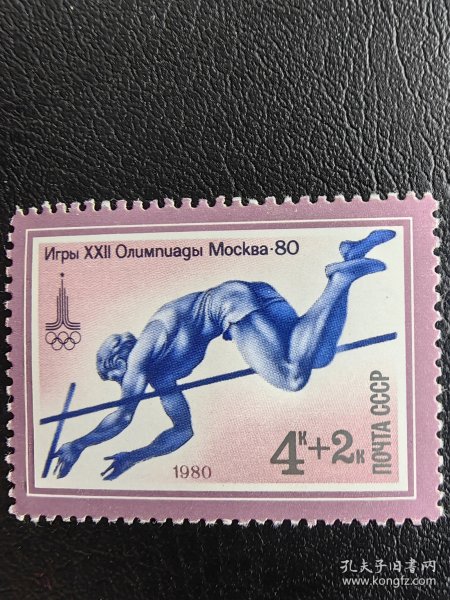 Игры XXII Олимпиады Москва·80
4к+2к
ПОЧТА СССР
1980
孔夫子旧书网
www.kongfz.com